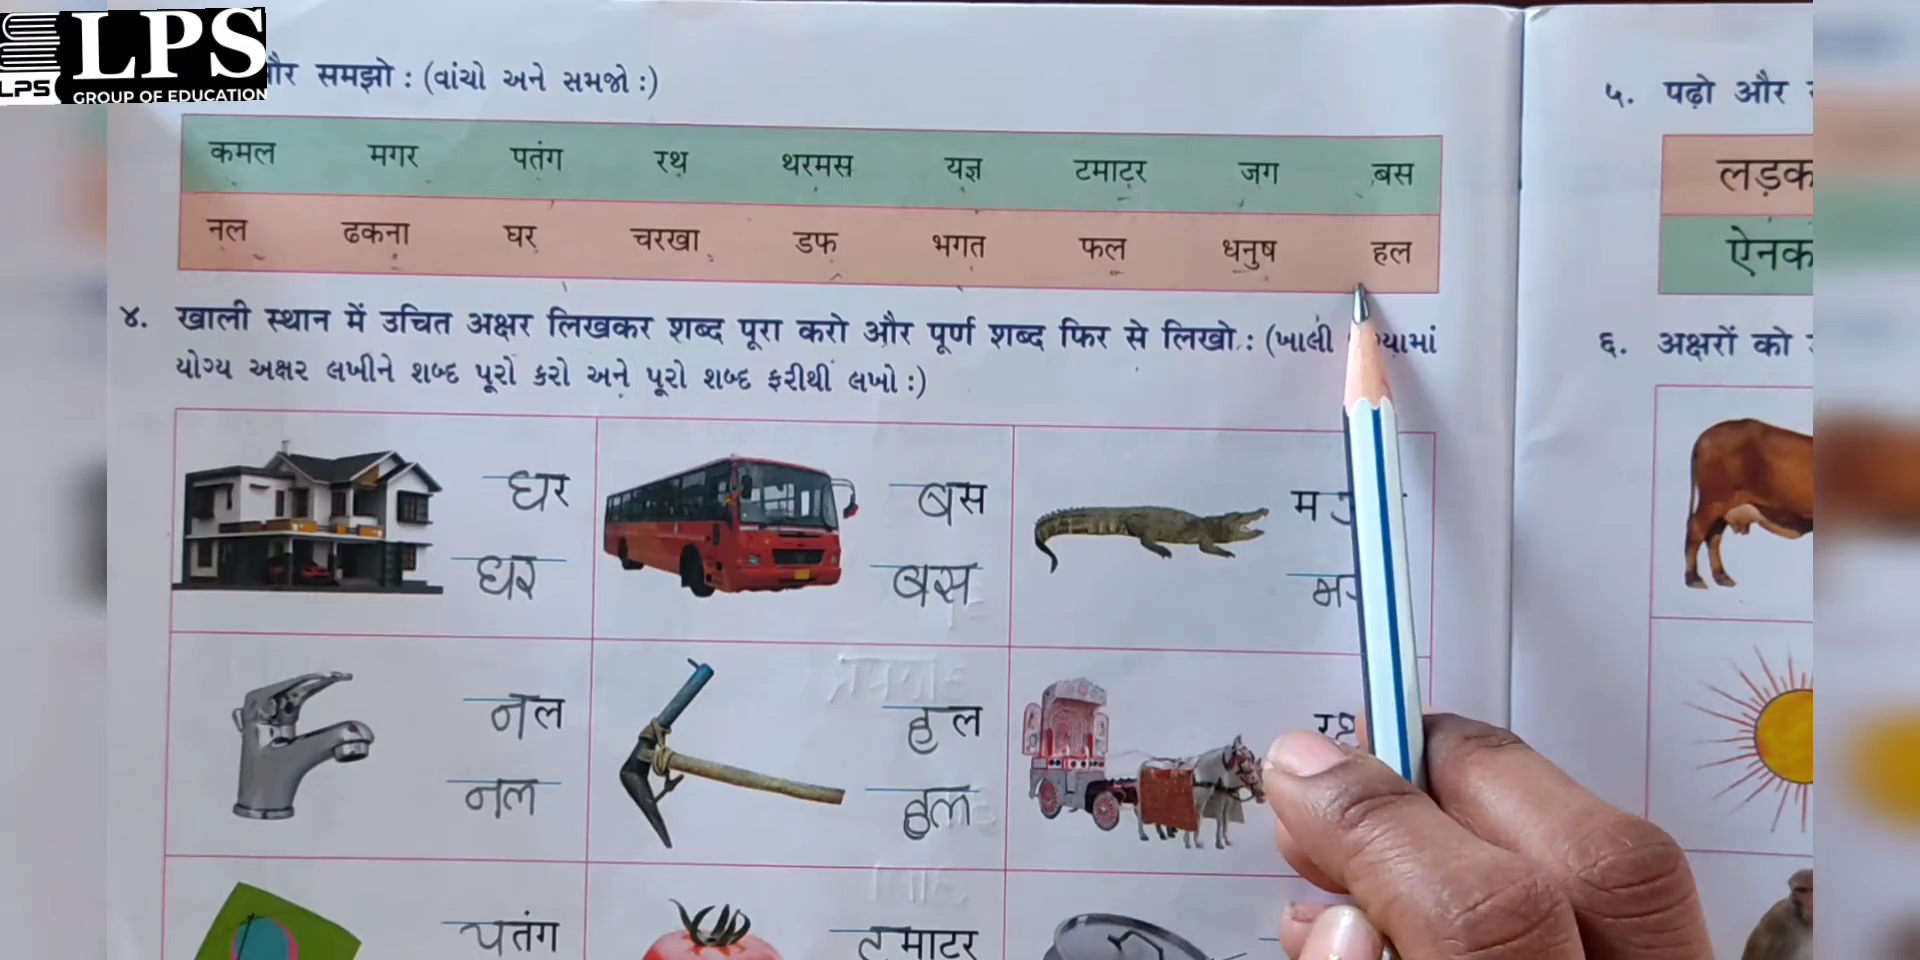 LPS
LPS
GROUP OF EDUCATION
और समझो : (વાંચો અને સમજો :)
कमल मगर पतंग रथ थरमस यज्ञ टमाटर जग बस
नल ढकना घर चरखा डफ भगत फल धनुष हल
४. खाली स्थान में उचित अक्षर लिखकर शब्द पूरा करो और पूर्ण शब्द फिर से लिखो : (ખાલી
યોગ્ય અક્ષર લખીને શબ્દ પૂરો કરો અને પૂરો શબ્દ ફરીથી લખો :)
घर बस म
घर बस
नल हल
नल हल
पतंग टमाटर
५. पढ़ो और
लड़क
ऐनक
६. अक्षरों को